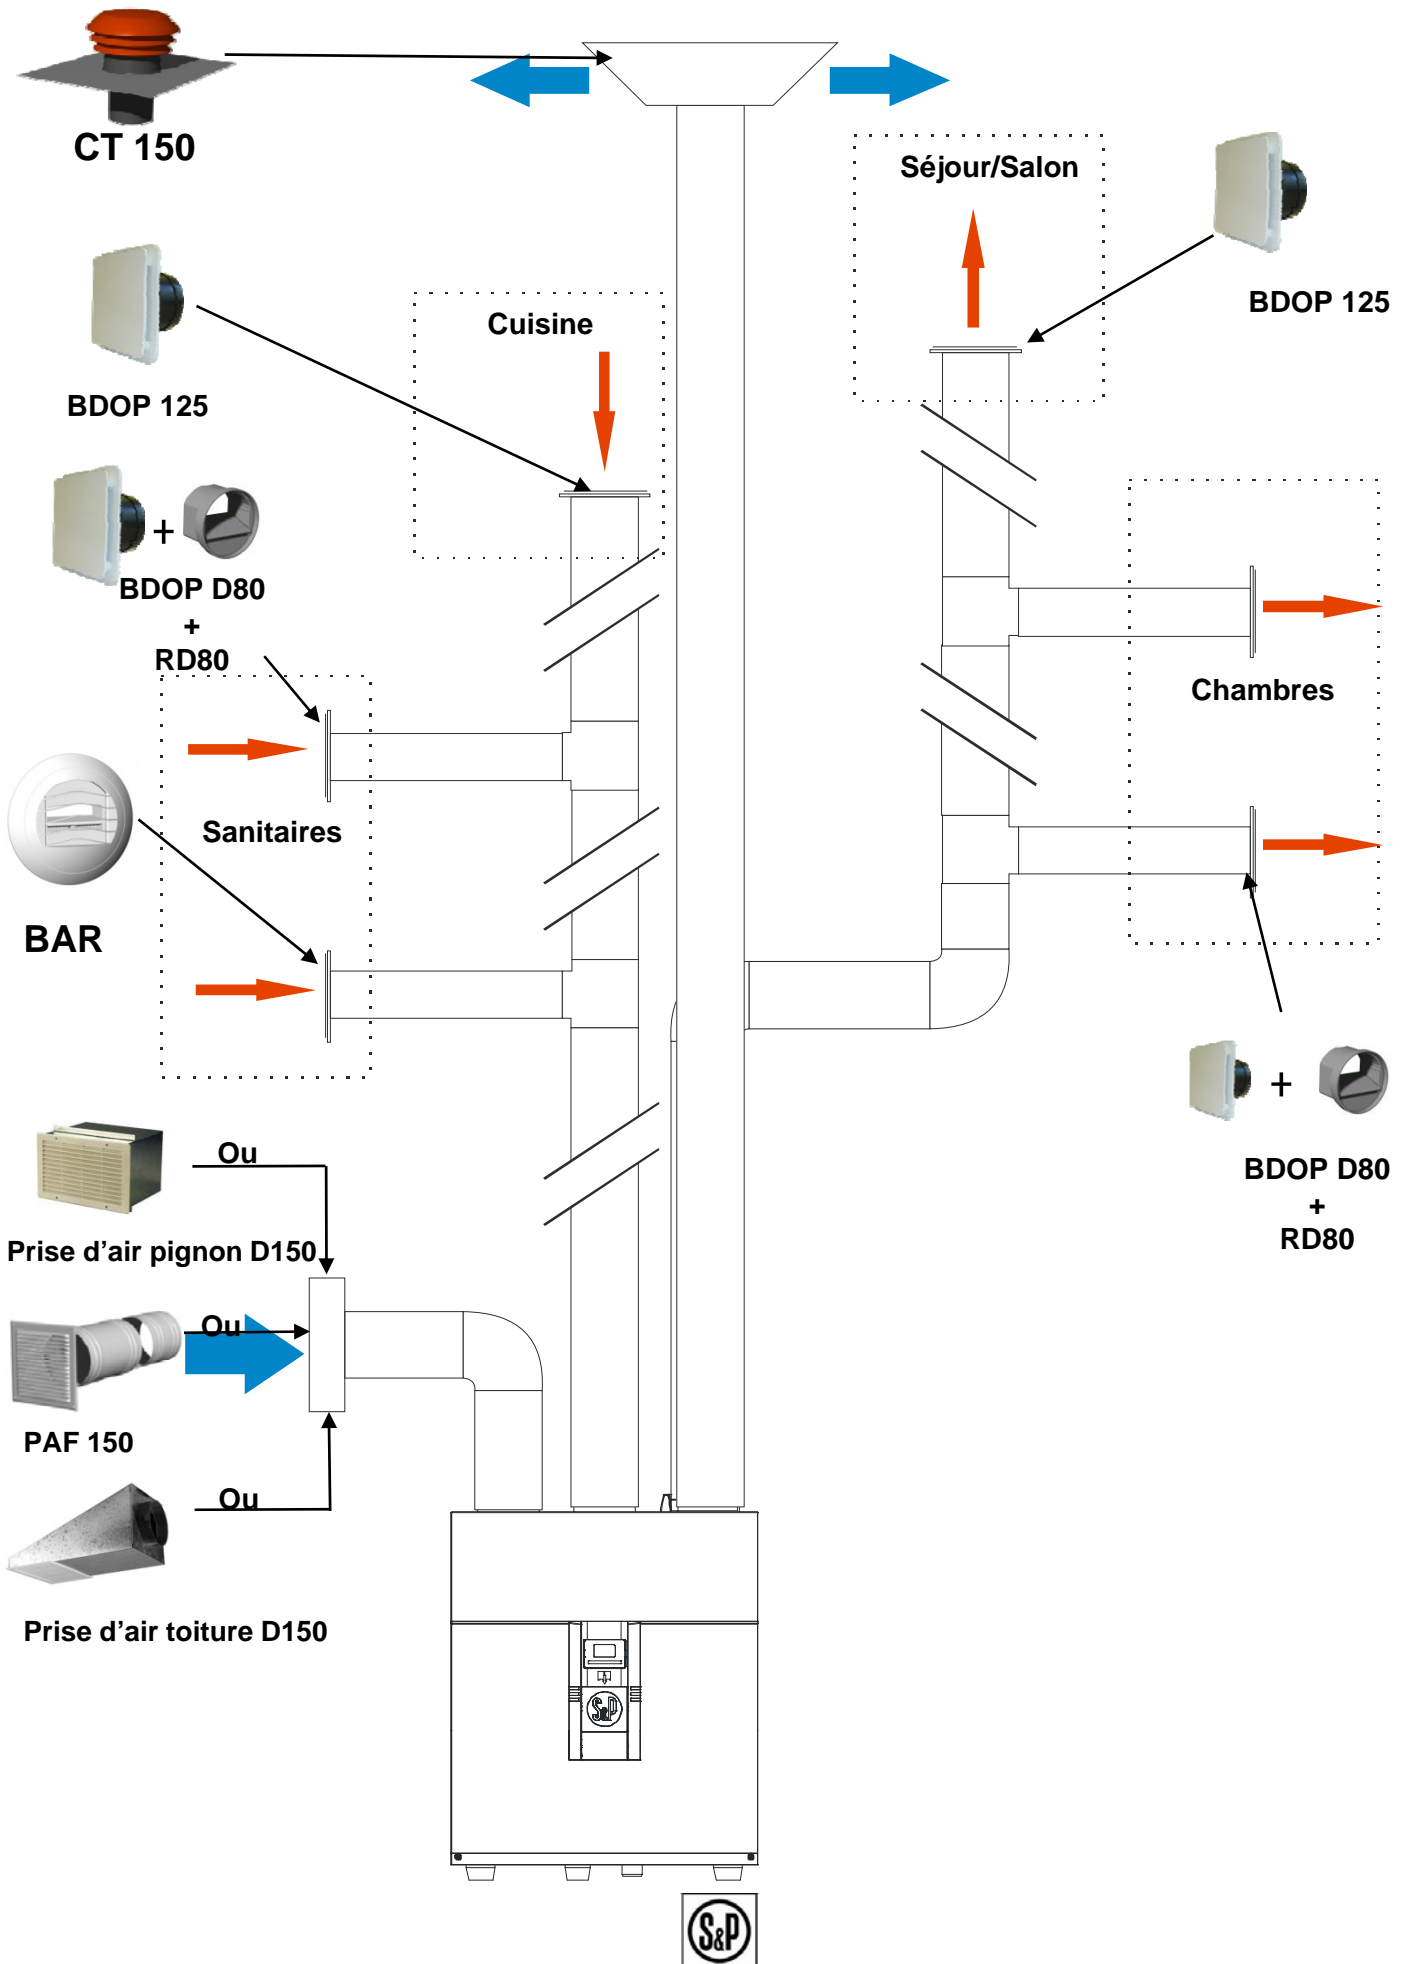 CT 150
Séjour/Salon
BDOP 125
Cuisine
BDOP 125
+
BDOP D80
+
RD80
Chambres
Sanitaires
BAR
+
BDOP D80
+
RD80
Ou
Prise d’air pignon D150
Ou
PAF 150
Ou
Prise d’air toiture D150
S&P
S&P